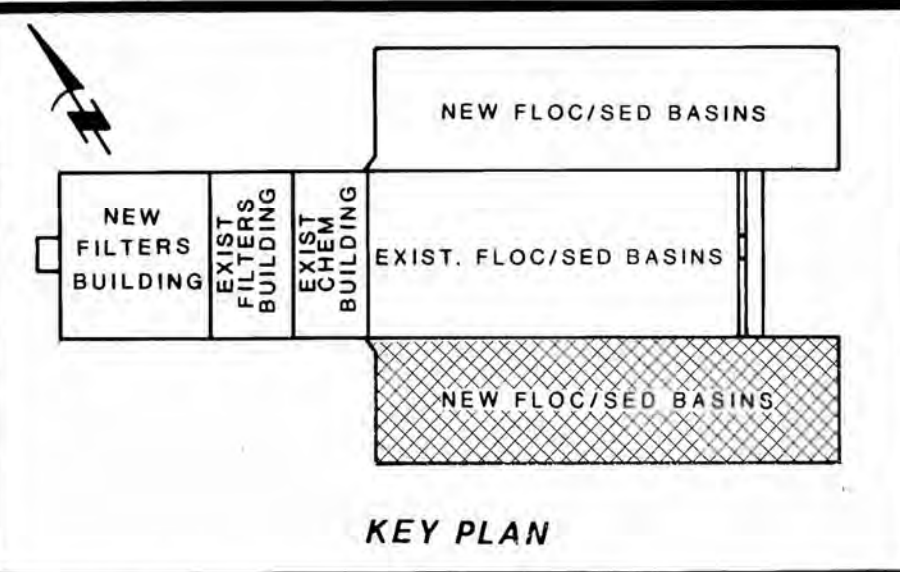 NEW FLOC/SED BASINS
NEW
FILTERS
BUILDING
EXIST
FILTERS
BUILDING
EXIST
CHEM
BUILDING
EXIST. FLOC/SED BASINS
NEW FLOC/SED BASINS
KEY PLAN